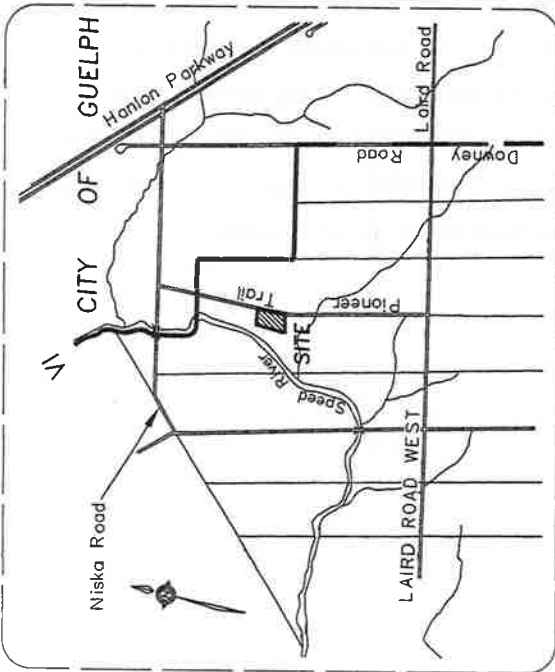 CITY OF GUELPH
Hanlon Parkway
Niska Road
Laird Road
Downey Road
Pioneer Trail
SITE
Speed River
LAIRD ROAD WEST